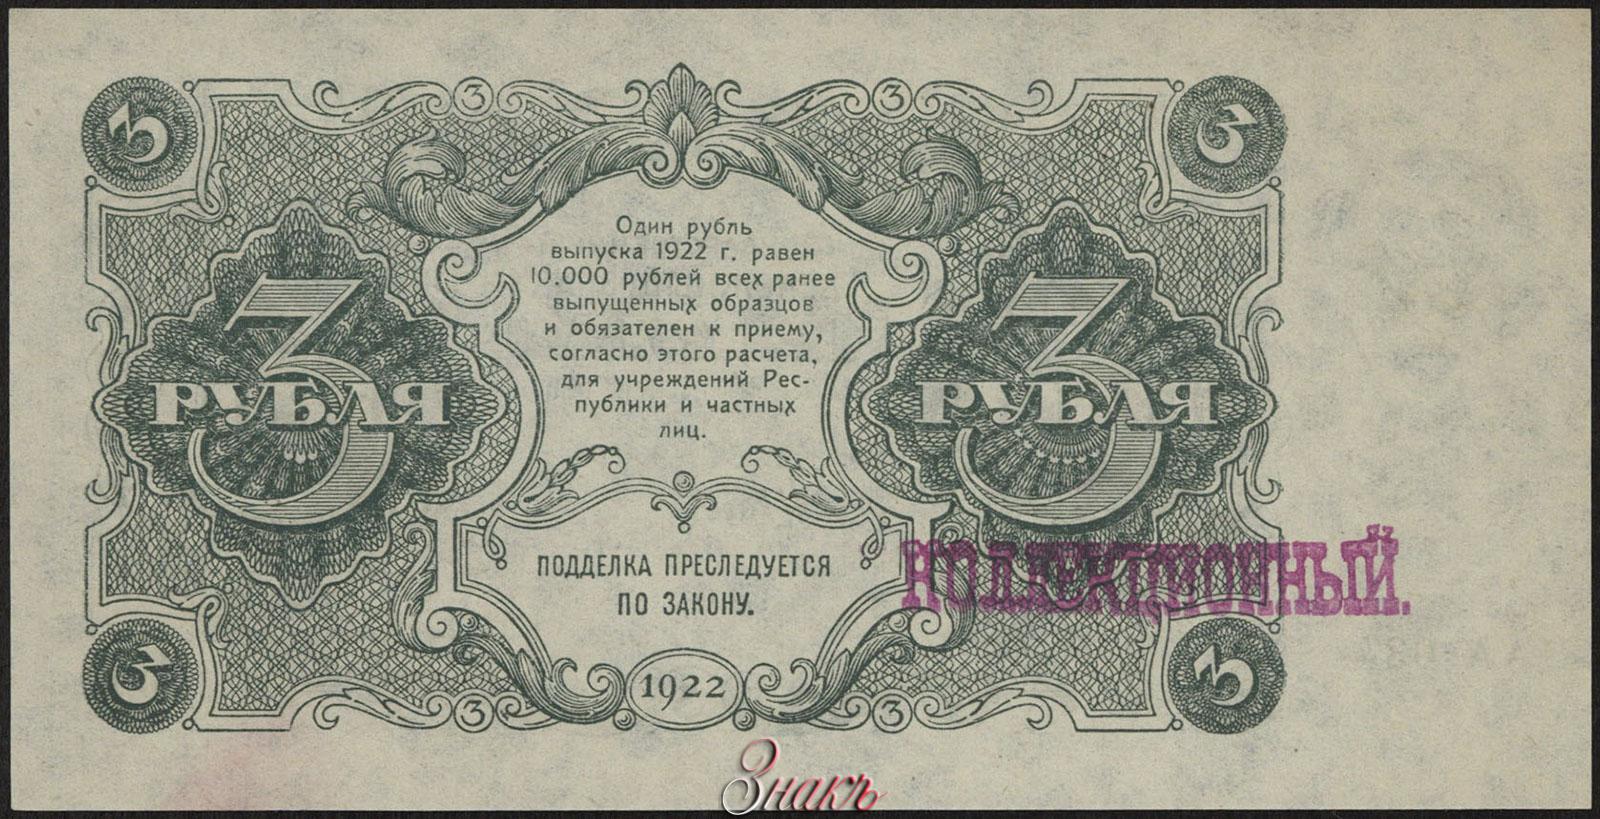 3 3 3 3
Один рубль
выпуска 1922 г. равен
10.000 рублей всех ранее
выпущенных образцов
и обязателен к приему,
согласно этого расчета,
для учреждений Рес-
публики и частных
лиц.
3 РУБЛЯ
3 РУБЛЯ
ПОДДЕЛКА ПРЕСЛЕДУЕТСЯ
ПО ЗАКОНУ.
КОЛЛЕКЦИОННЫЙ.
3 3 1922 3 3
Знакъ